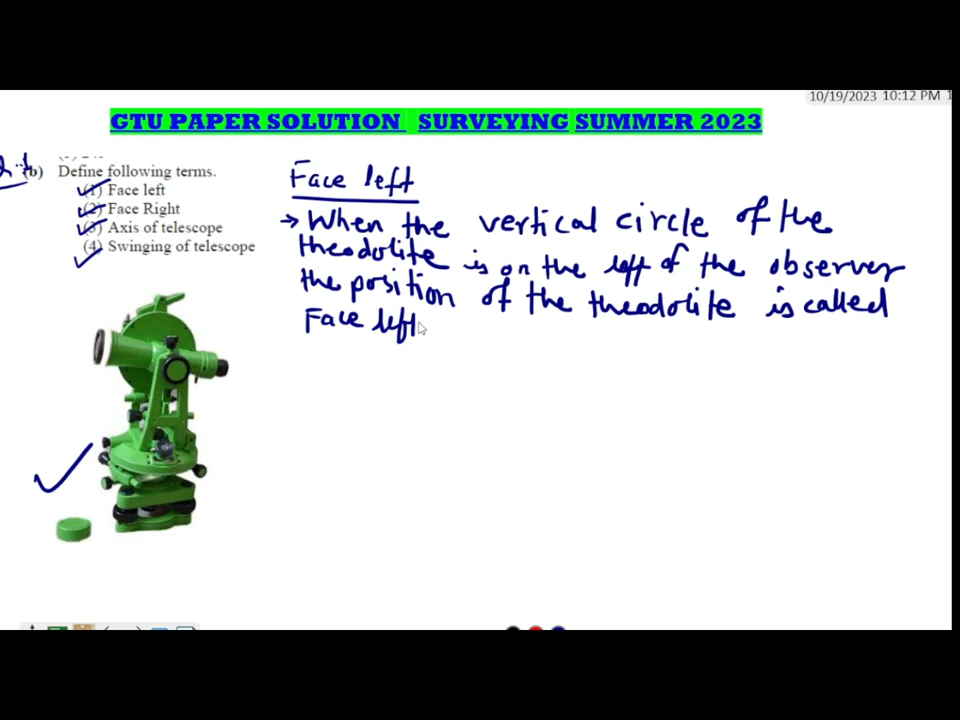 10/19/2023 10:12 PM
GTU PAPER SOLUTION SURVEYING SUMMER 2023
(b) Define following terms.
(1) Face left
(2) Face Right
(3) Axis of telescope
(4) Swinging of telescope
Face left
→ When the vertical circle of the
theodolite is on the left of the observer
the position of the theodolite is called
Face left